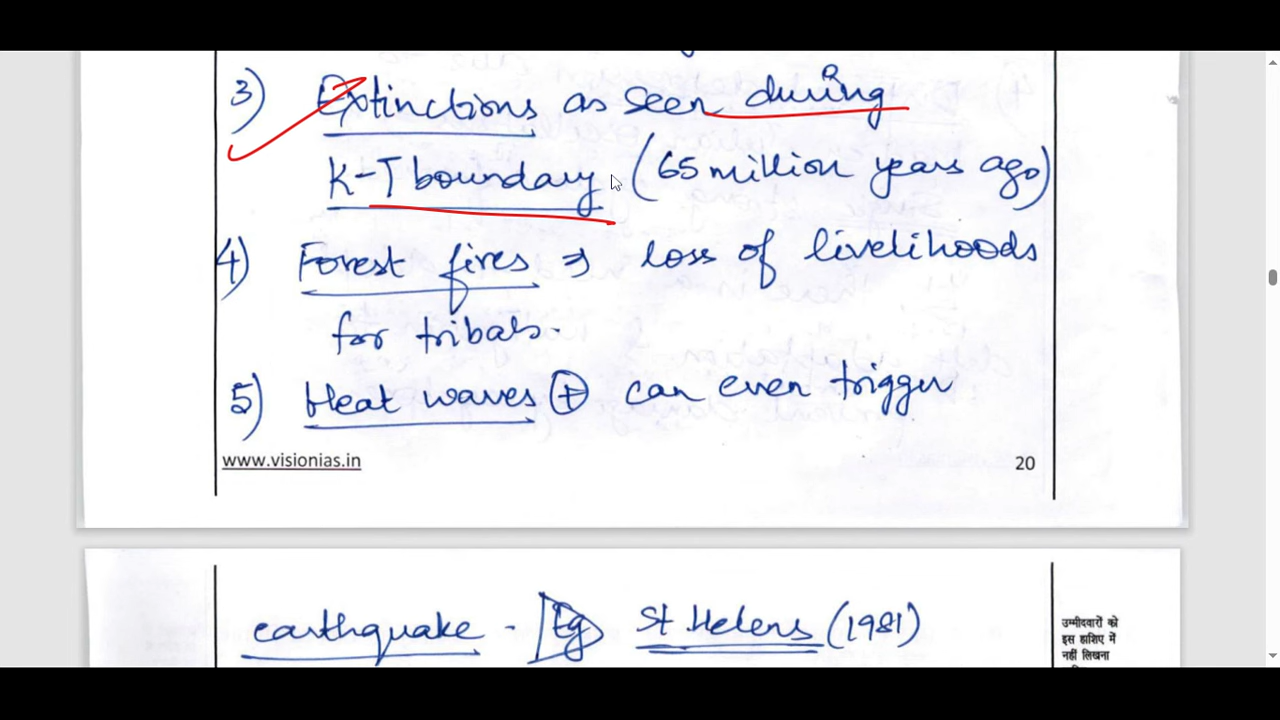 3) Extinctions as seen during
K-T boundary (65 million years ago)
4) Forest fires ⇒ loss of livelihoods
for tribals.
5) Heat waves ⊕ can even trigger
www.visionias.in 20
earthquake - Eg St. Helens (1981)
उम्मीदवारों को
इस हाशिए में
नहीं लिखना